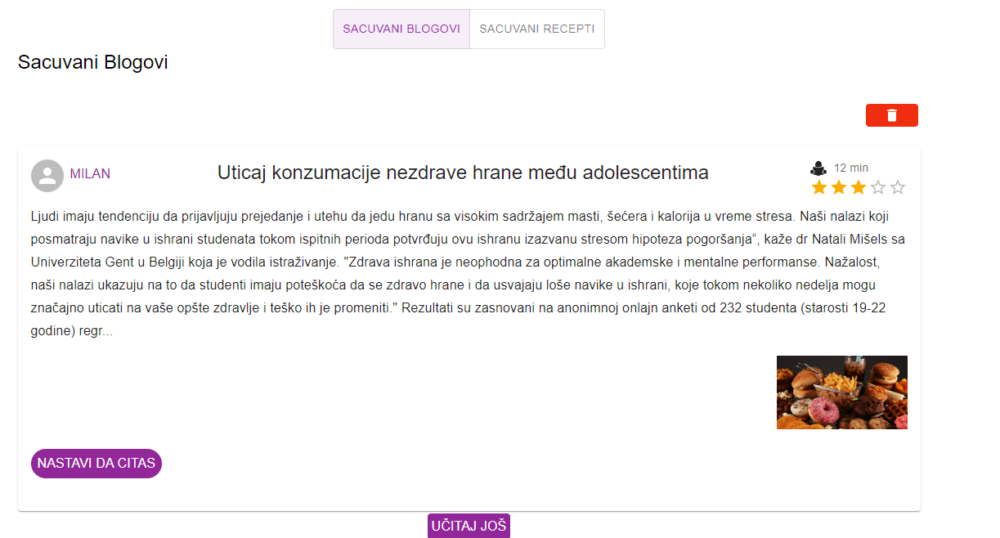 SACUVANI BLOGOVI
SACUVANI RECEPTI
Sacuvani Blogovi
MILAN
Uticaj konzumacije nezdrave hrane među adolescentima
12 min
Ljudi imaju tendenciju da prijavljuju prejedanje i utehu da jedu hranu sa visokim sadržajem masti, šećera i kalorija u vreme stresa. Naši nalazi koji
posmatraju navike u ishrani studenata tokom ispitnih perioda potvrđuju ovu ishranu izazvanu stresom hipoteza pogoršanja“, kaže dr Natali Mišels sa
Univerziteta Gent u Belgiji koja je vodila istraživanje. "Zdrava ishrana je neophodna za optimalne akademske i mentalne performanse. Nažalost,
naši nalazi ukazuju na to da studenti imaju poteškoća da se zdravo hrane i da usvajaju loše navike u ishrani, koje tokom nekoliko nedelja mogu
značajno uticati na vaše opšte zdravlje i teško ih je promeniti." Rezultati su zasnovani na anonimnoj onlajn anketi od 232 studenta (starosti 19-22
godine) regr...
NASTAVI DA CITAS
UČITAJ JOŠ